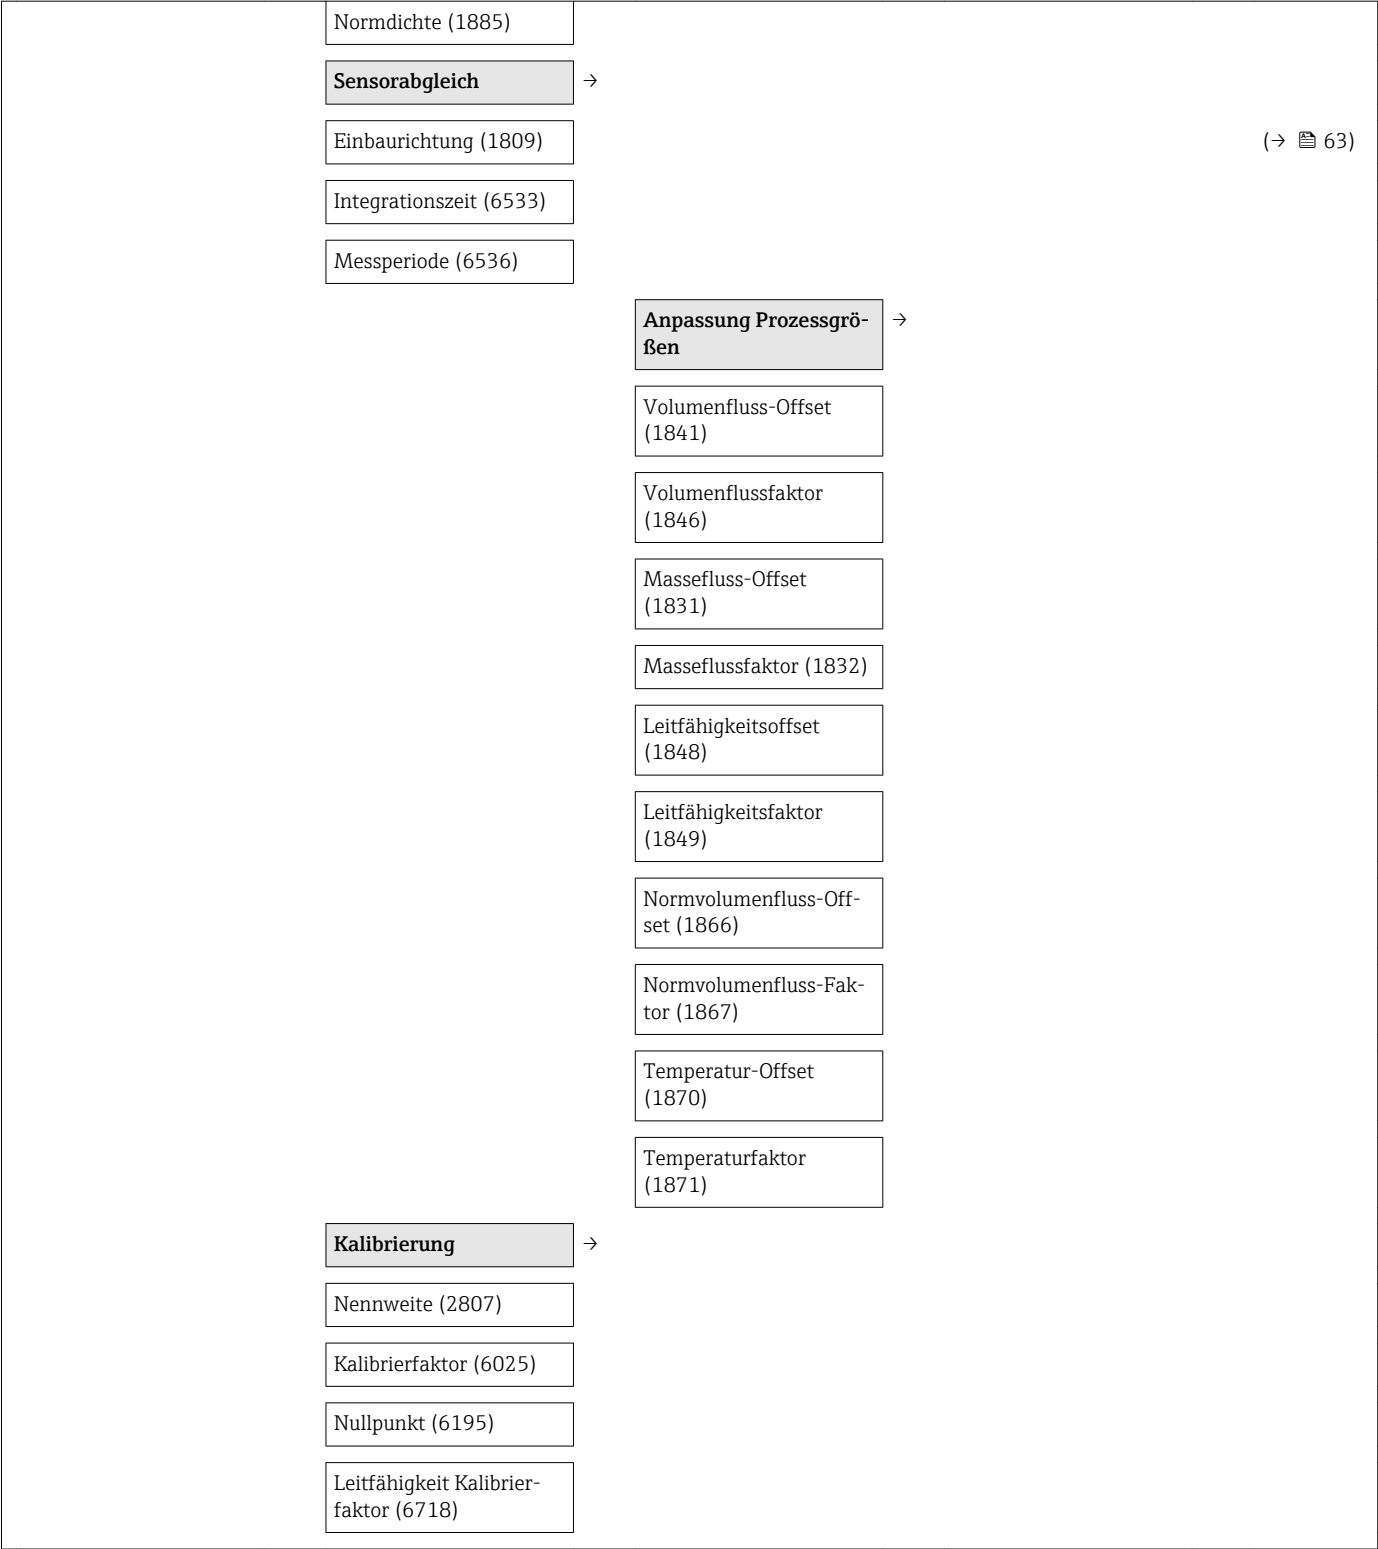 Normdichte (1885)
Sensorabgleich →
Einbaurichtung (1809) (→ 63)
Integrationszeit (6533)
Messperiode (6536)
Anpassung Prozessgrö- →
ßen
Volumenfluss-Offset
(1841)
Volumenflussfaktor
(1846)
Massefluss-Offset
(1831)
Masseflussfaktor (1832)
Leitfähigkeitsoffset
(1848)
Leitfähigkeitsfaktor
(1849)
Normvolumenfluss-Off-
set (1866)
Normvolumenfluss-Fak-
tor (1867)
Temperatur-Offset
(1870)
Temperaturfaktor
(1871)
Kalibrierung →
Nennweite (2807)
Kalibrierfaktor (6025)
Nullpunkt (6195)
Leitfähigkeit Kalibrier-
faktor (6718)